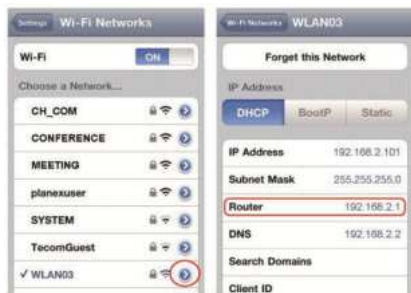 Settings Wi-Fi Networks
Wi-Fi ON
Choose a Network...
CH_COM
CONFERENCE
MEETING
planexuser
SYSTEM
TecomGuest
✓ WLAN03
Wi-Fi Networks WLAN03
Forget this Network
IP Address
DHCP BootP Static
IP Address 192.168.2.101
Subnet Mask 255.255.255.0
Router 192.168.2.1
DNS 192.168.2.2
Search Domains
Client ID